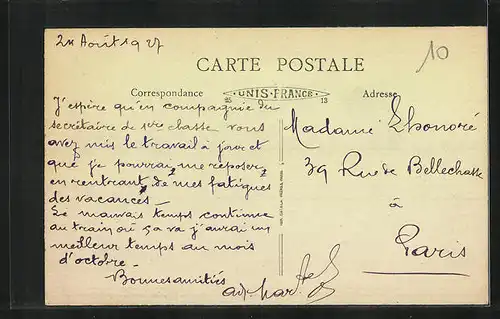 Août 1927
10
CARTE POSTALE
Correspondance
UNIS-FRANCE
25 13
Adresse
J'espère qu'en compagnie du
secrétaire de 1ère classe vous
avez mis le travail à jour et
que je pourrai, me reposer,
en rentrant, de mes fatigues
des vacances -
Le mauvais temps continue
au train où ça va j'aurai un
meilleur temps au mois
d'octobre -
Bonnes amitiés
Madame Lhonoré
39 Rue de Bellechasse
à
Paris